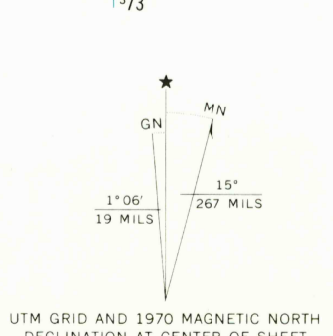 573
★
MN
GN
1°06′
19 MILS
15°
267 MILS
UTM GRID AND 1970 MAGNETIC NORTH
DECLINATION AT CENTER OF SHEET